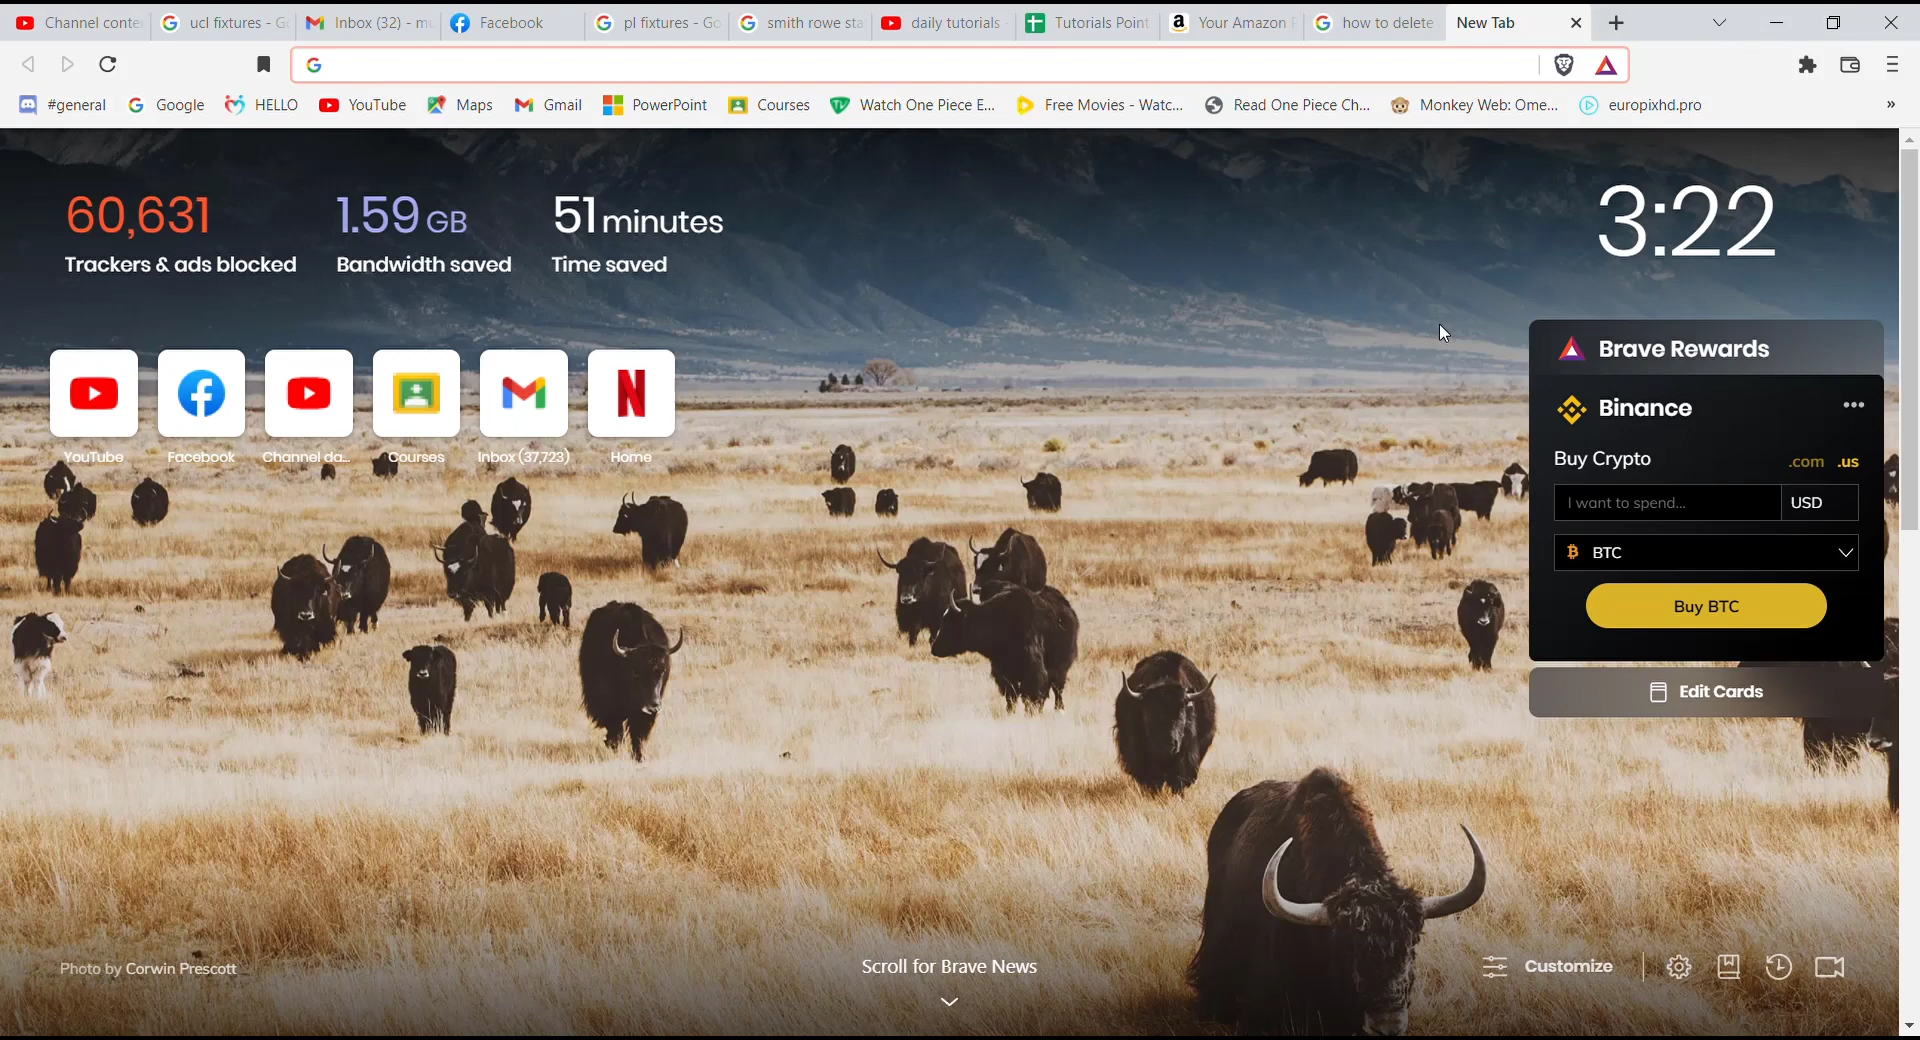 Channel conte
ucl fixtures - G
Inbox (32) - m
Facebook
pl fixtures - Go
smith rowe sta
daily tutorials -
Tutorials Point
Your Amazon
how to delete
New Tab
#general
Google
HELLO
YouTube
Maps
Gmail
PowerPoint
Courses
Watch One Piece E...
Free Movies - Watc...
Read One Piece Ch...
Monkey Web: Ome...
europixhd.pro
»
60,631
Trackers & ads blocked
1.59 GB
Bandwidth saved
51 minutes
Time saved
3:22
YouTube
Facebook
Channel da...
Courses
Inbox (37,723)
Home
Brave Rewards
Binance
Buy Crypto
.com .us
I want to spend...
USD
BTC
Buy BTC
Edit Cards
Photo by Corwin Prescott
Scroll for Brave News
Customize